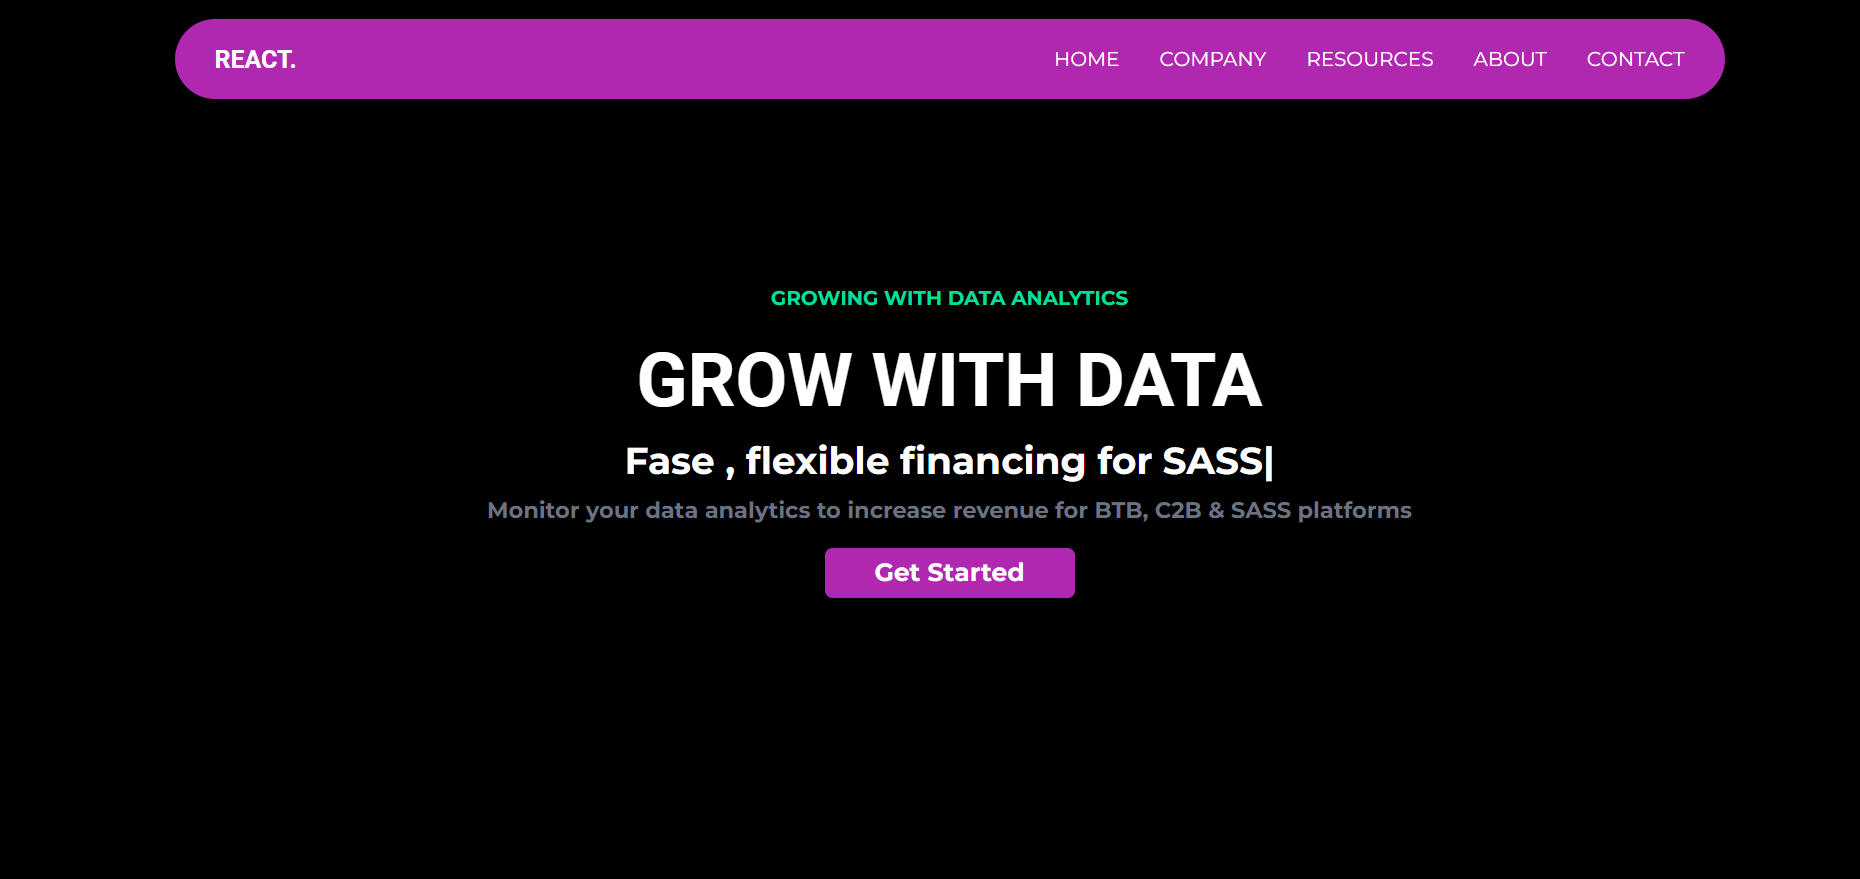 REACT.
HOME COMPANY RESOURCES ABOUT CONTACT
GROWING WITH DATA ANALYTICS
GROW WITH DATA
Fase , flexible financing for SASS|
Monitor your data analytics to increase revenue for BTB, C2B & SASS platforms
Get Started